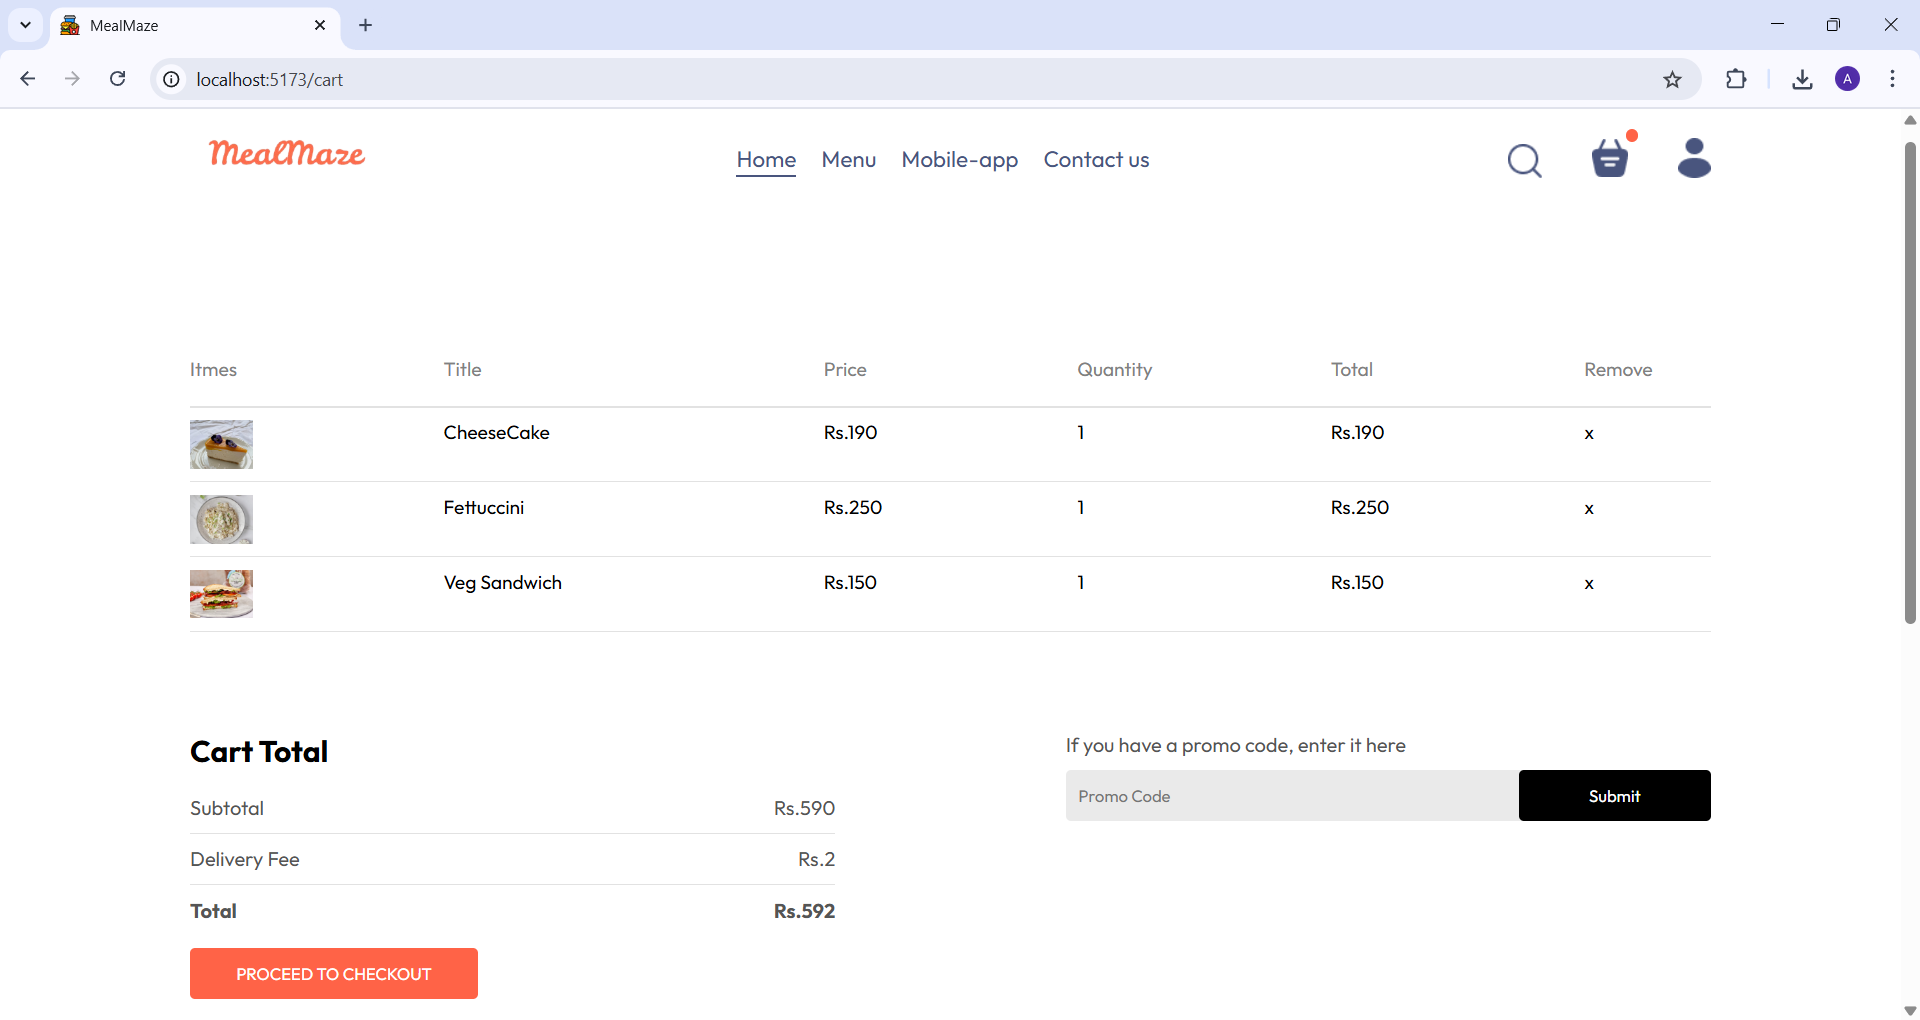 MealMaze
localhost:5173/cart
A
MealMaze
Home Menu Mobile-app Contact us
Itmes Title Price Quantity Total Remove
CheeseCake Rs.190 1 Rs.190 x
Fettuccini Rs.250 1 Rs.250 x
Veg Sandwich Rs.150 1 Rs.150 x
Cart Total
Subtotal Rs.590
Delivery Fee Rs.2
Total Rs.592
PROCEED TO CHECKOUT
If you have a promo code, enter it here
Promo Code Submit